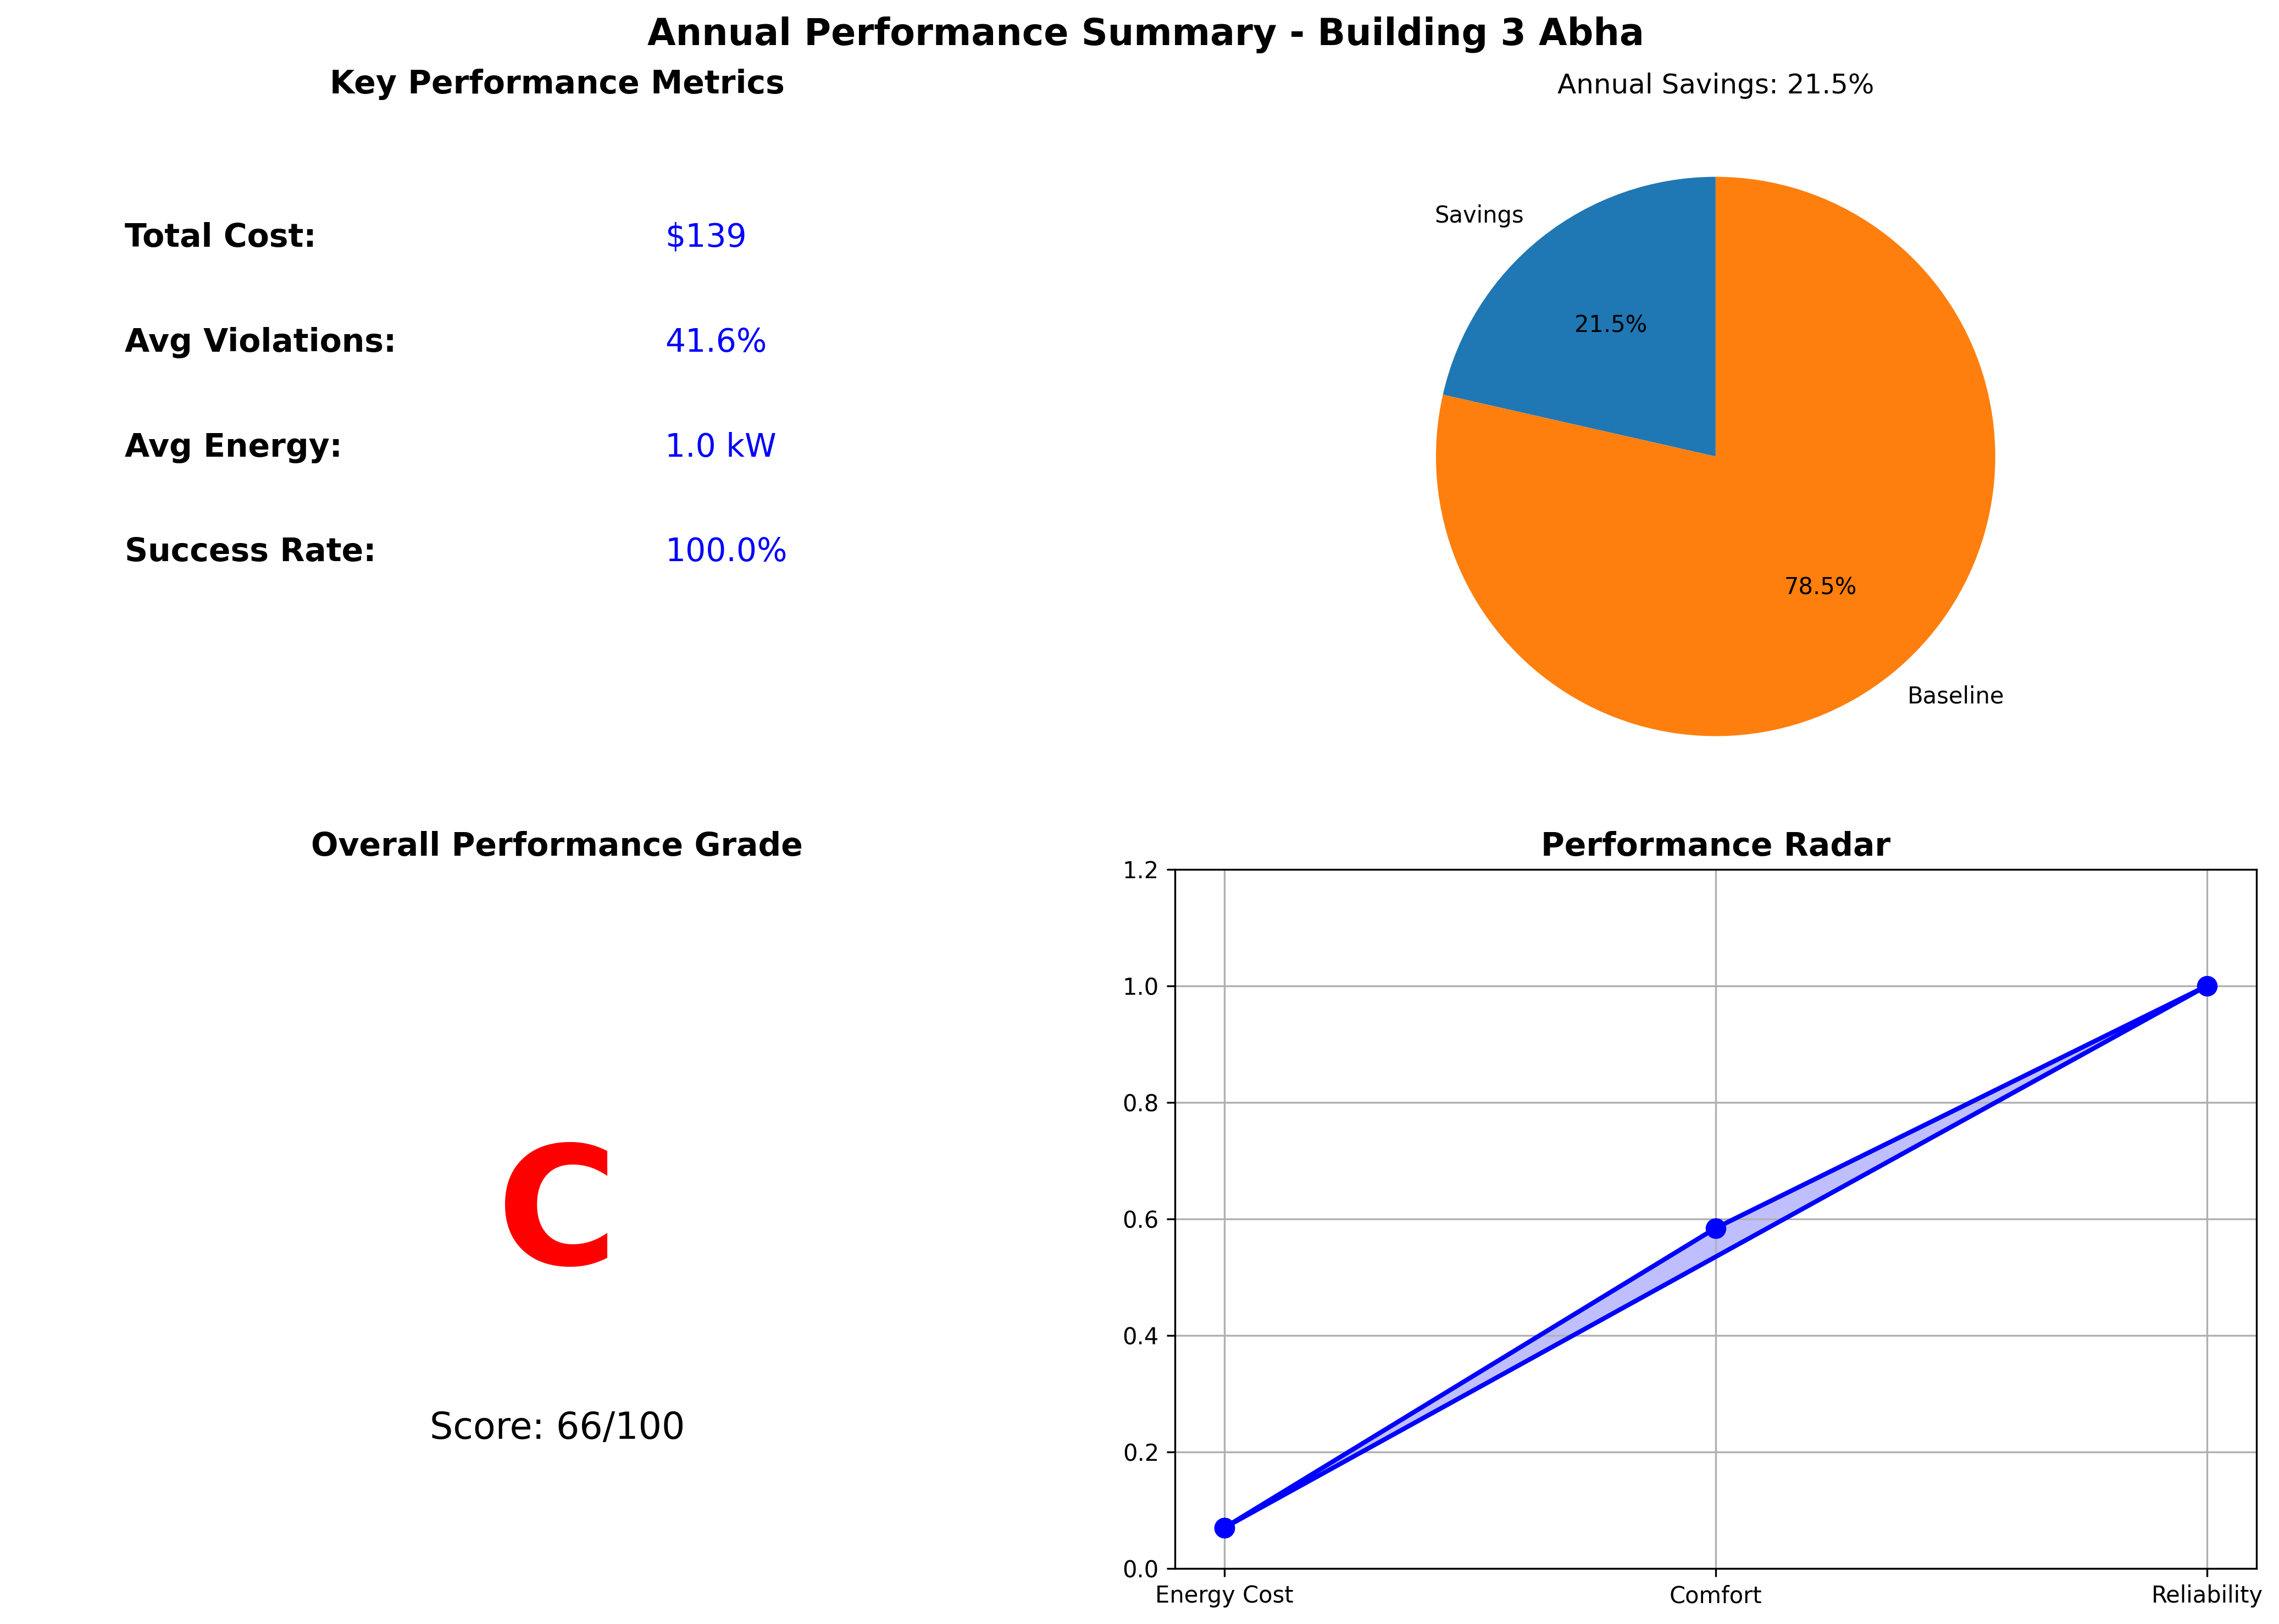 Annual Performance Summary - Building 3 Abha
Key Performance Metrics
Total Cost: $139
Avg Violations: 41.6%
Avg Energy: 1.0 kW
Success Rate: 100.0%
Annual Savings: 21.5%
Savings
21.5%
78.5%
Baseline
Overall Performance Grade
C
Score: 66/100
Performance Radar
1.2
1.0
0.8
0.6
0.4
0.2
0.0
Energy Cost Comfort Reliability